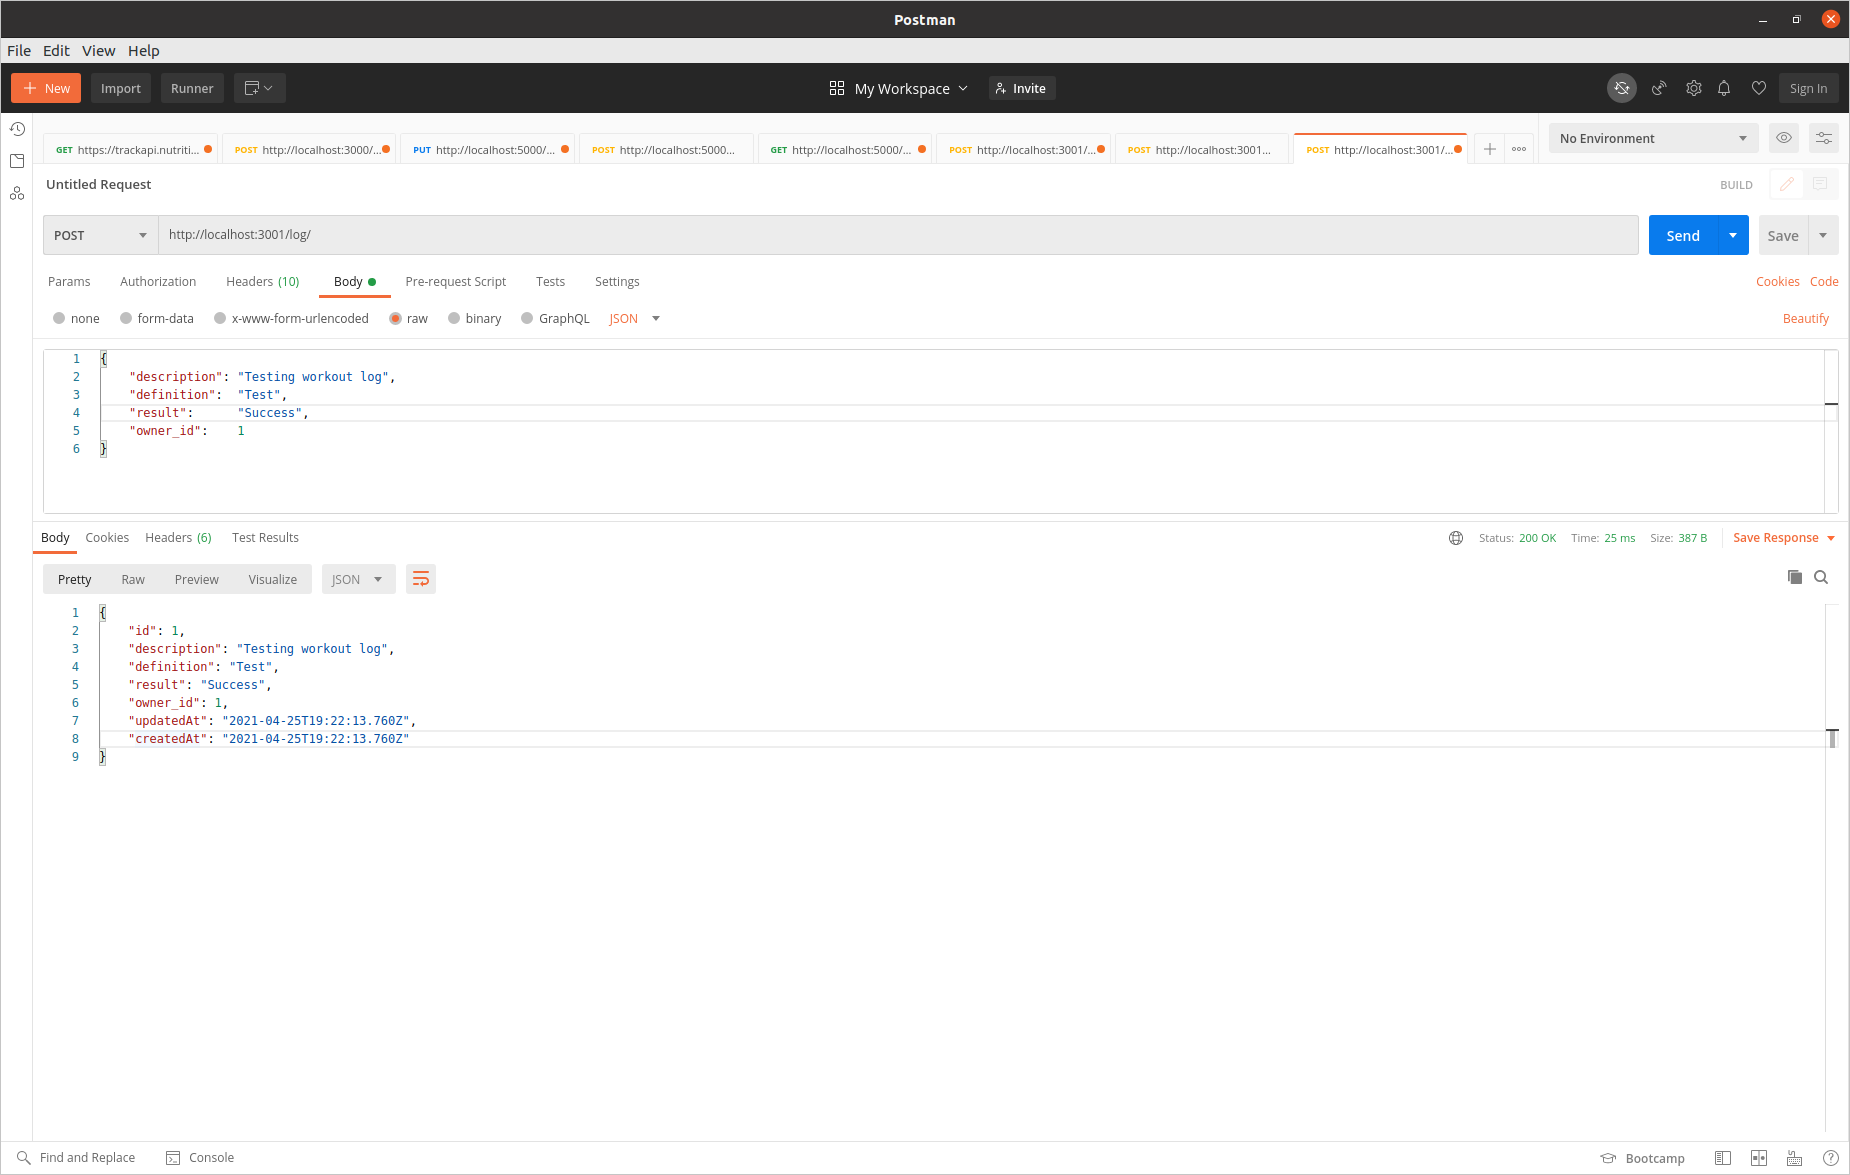 Postman
File Edit View Help
New Import Runner My Workspace Invite Sign In
GET https://trackapi.nutriti... POST http://localhost:3000/... PUT http://localhost:5000/... POST http://localhost:5000... GET http://localhost:5000/... POST http://localhost:3001/... POST http://localhost:3001... POST http://localhost:3001/... No Environment
Untitled Request BUILD
POST http://localhost:3001/log/ Send Save
Params Authorization Headers (10) Body Pre-request Script Tests Settings Cookies Code
none form-data x-www-form-urlencoded raw binary GraphQL JSON Beautify
1 {
2 "description": "Testing workout log",
3 "definition": "Test",
4 "result": "Success",
5 "owner_id": 1
6 }
Body Cookies Headers (6) Test Results Status: 200 OK Time: 25 ms Size: 387 B Save Response
Pretty Raw Preview Visualize JSON
1 {
2 "id": 1,
3 "description": "Testing workout log",
4 "definition": "Test",
5 "result": "Success",
6 "owner_id": 1,
7 "updatedAt": "2021-04-25T19:22:13.760Z",
8 "createdAt": "2021-04-25T19:22:13.760Z"
9 }
Find and Replace Console Bootcamp